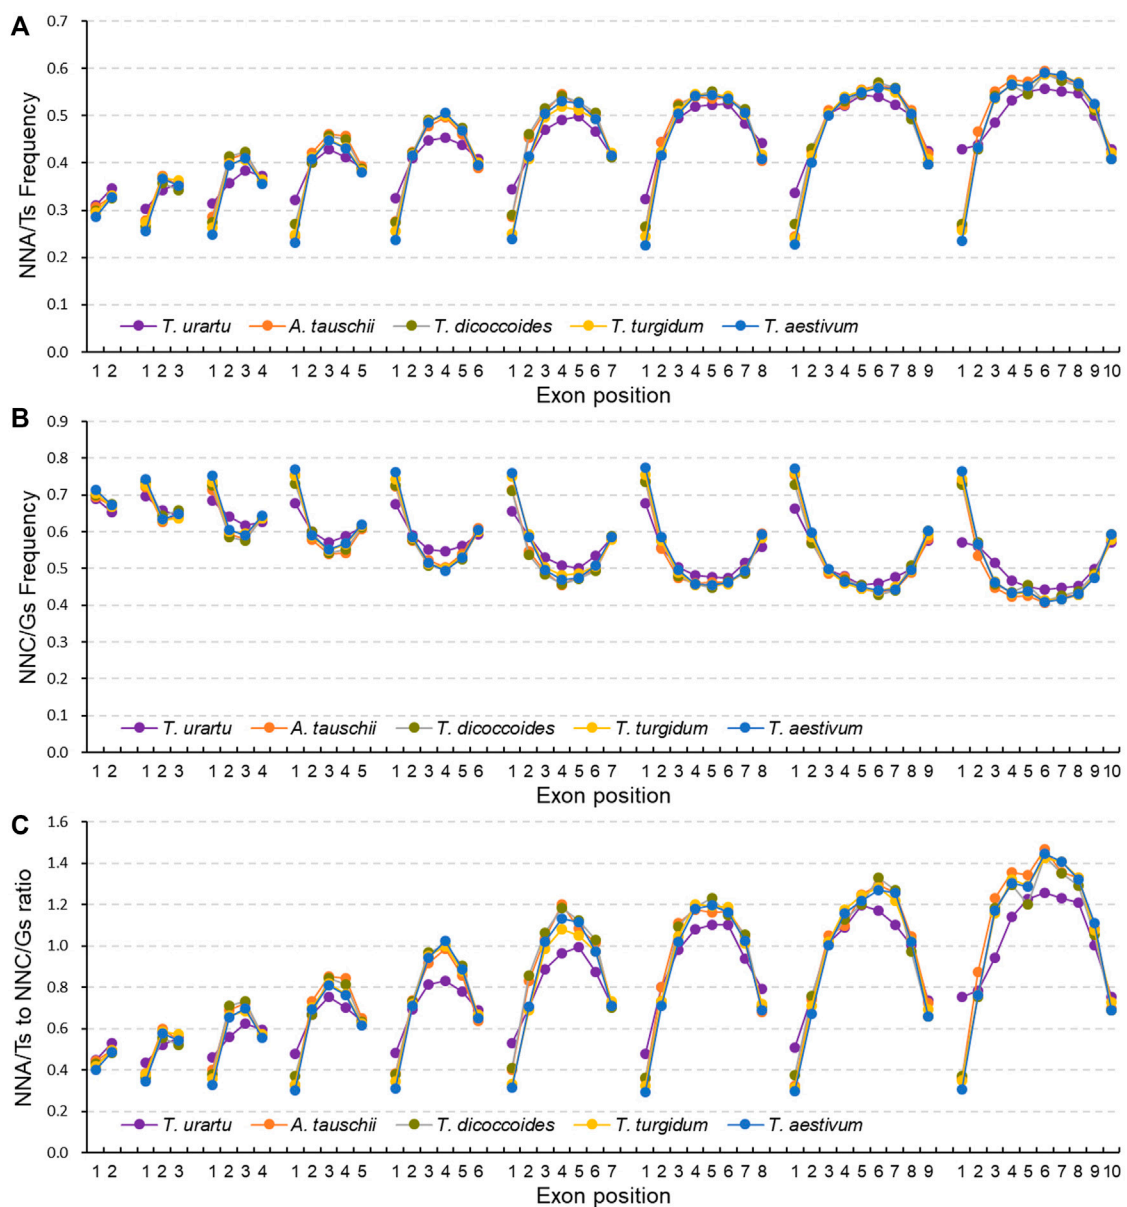 A
NNA/Ts Frequency
0.7
0.6
0.5
0.4
0.3
0.2
0.1
0.0
T. urartu A. tauschii T. dicoccoides T. turgidum T. aestivum
1 2 1 2 3 1 2 3 4 1 2 3 4 5 1 2 3 4 5 6 1 2 3 4 5 6 7 1 2 3 4 5 6 7 8 1 2 3 4 5 6 7 8 9 1 2 3 4 5 6 7 8 9 10
Exon position
B
NNC/Gs Frequency
0.9
0.8
0.7
0.6
0.5
0.4
0.3
0.2
0.1
0.0
T. urartu A. tauschii T. dicoccoides T. turgidum T. aestivum
1 2 1 2 3 1 2 3 4 1 2 3 4 5 1 2 3 4 5 6 1 2 3 4 5 6 7 1 2 3 4 5 6 7 8 1 2 3 4 5 6 7 8 9 1 2 3 4 5 6 7 8 9 10
Exon position
C
NNA/Ts to NNC/Gs ratio
1.6
1.4
1.2
1.0
0.8
0.6
0.4
0.2
0.0
T. urartu A. tauschii T. dicoccoides T. turgidum T. aestivum
1 2 1 2 3 1 2 3 4 1 2 3 4 5 1 2 3 4 5 6 1 2 3 4 5 6 7 1 2 3 4 5 6 7 8 1 2 3 4 5 6 7 8 9 1 2 3 4 5 6 7 8 9 10
Exon position